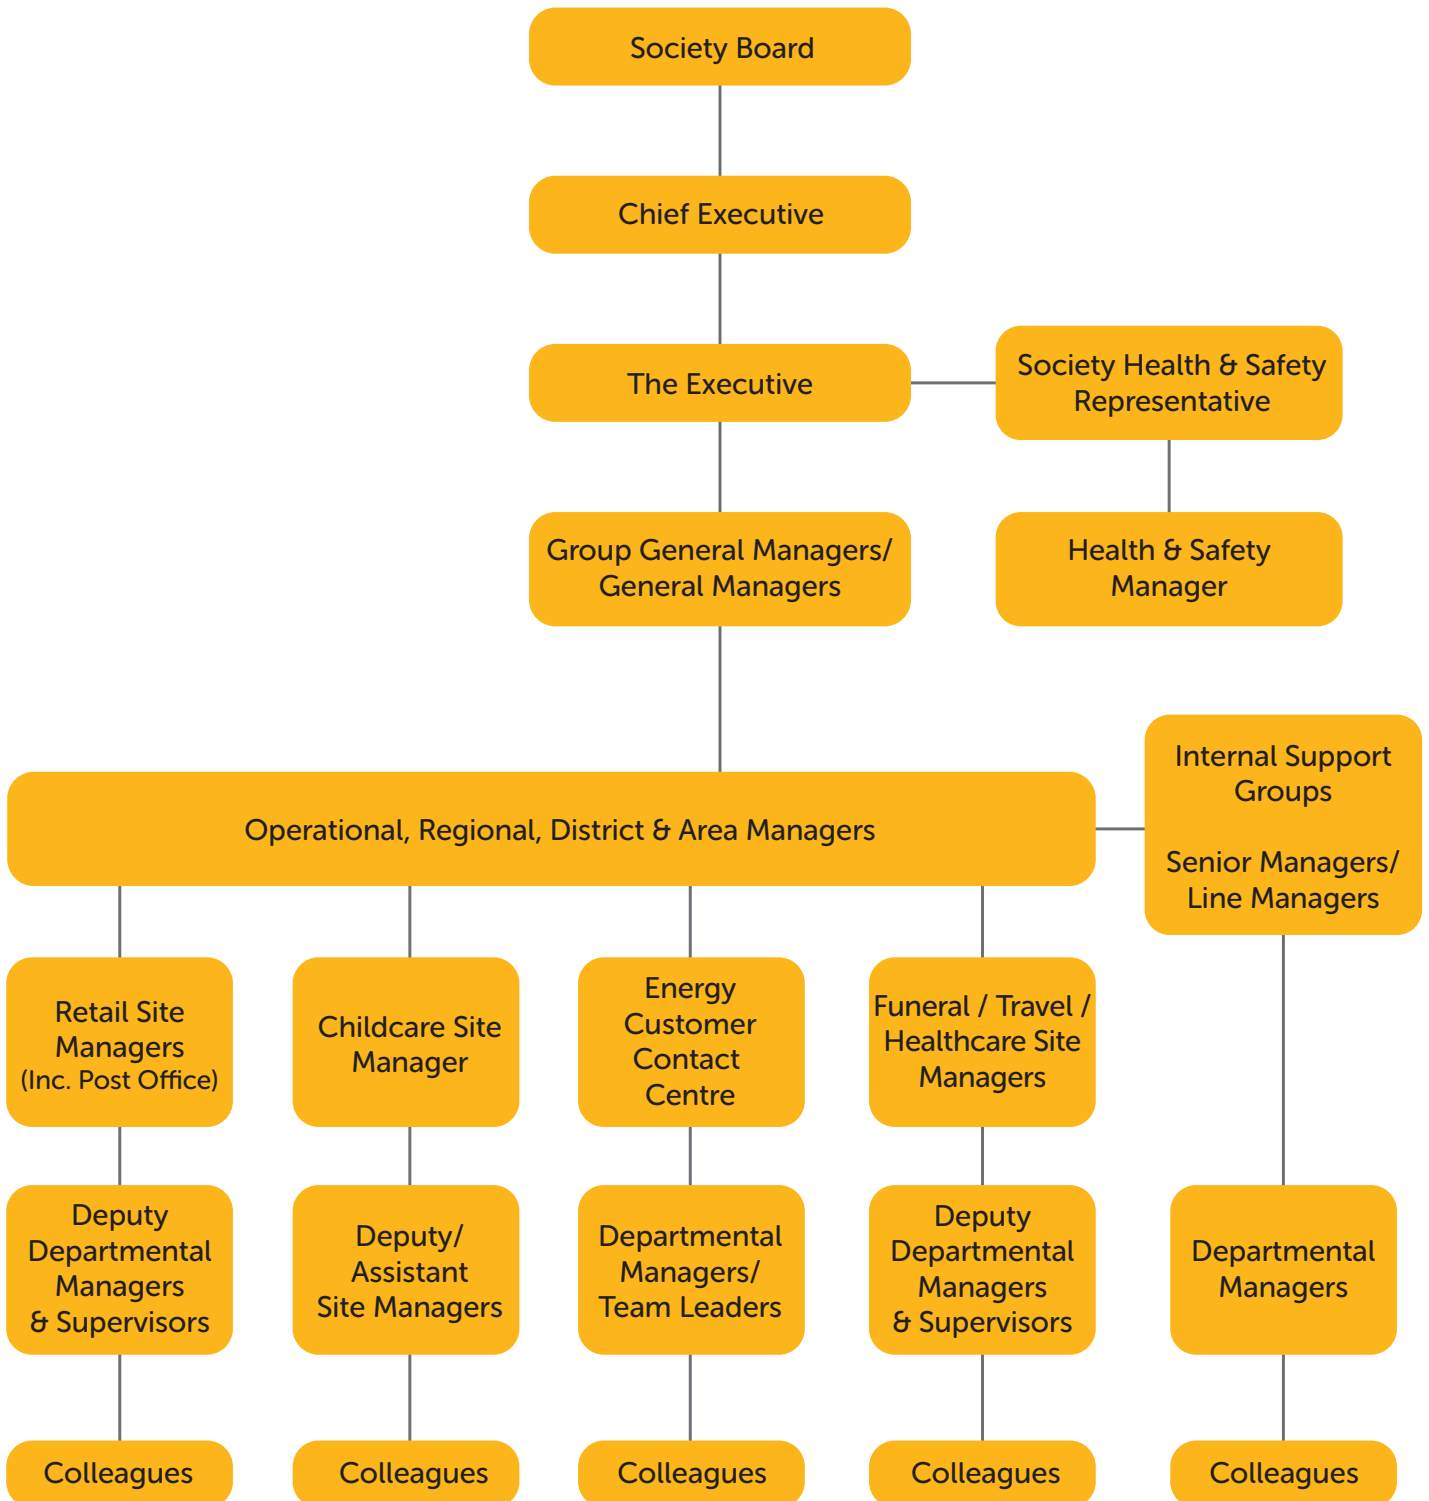 Society Board
Chief Executive
The Executive
Society Health & Safety
Representative
Group General Managers/
General Managers
Health & Safety
Manager
Operational, Regional, District & Area Managers
Internal Support
Groups
Senior Managers/
Line Managers
Retail Site
Managers
(Inc. Post Office)
Childcare Site
Manager
Energy
Customer
Contact
Centre
Funeral / Travel /
Healthcare Site
Managers
Deputy
Departmental
Managers
& Supervisors
Deputy/
Assistant
Site Managers
Departmental
Managers/
Team Leaders
Deputy
Departmental
Managers
& Supervisors
Departmental
Managers
Colleagues
Colleagues
Colleagues
Colleagues
Colleagues